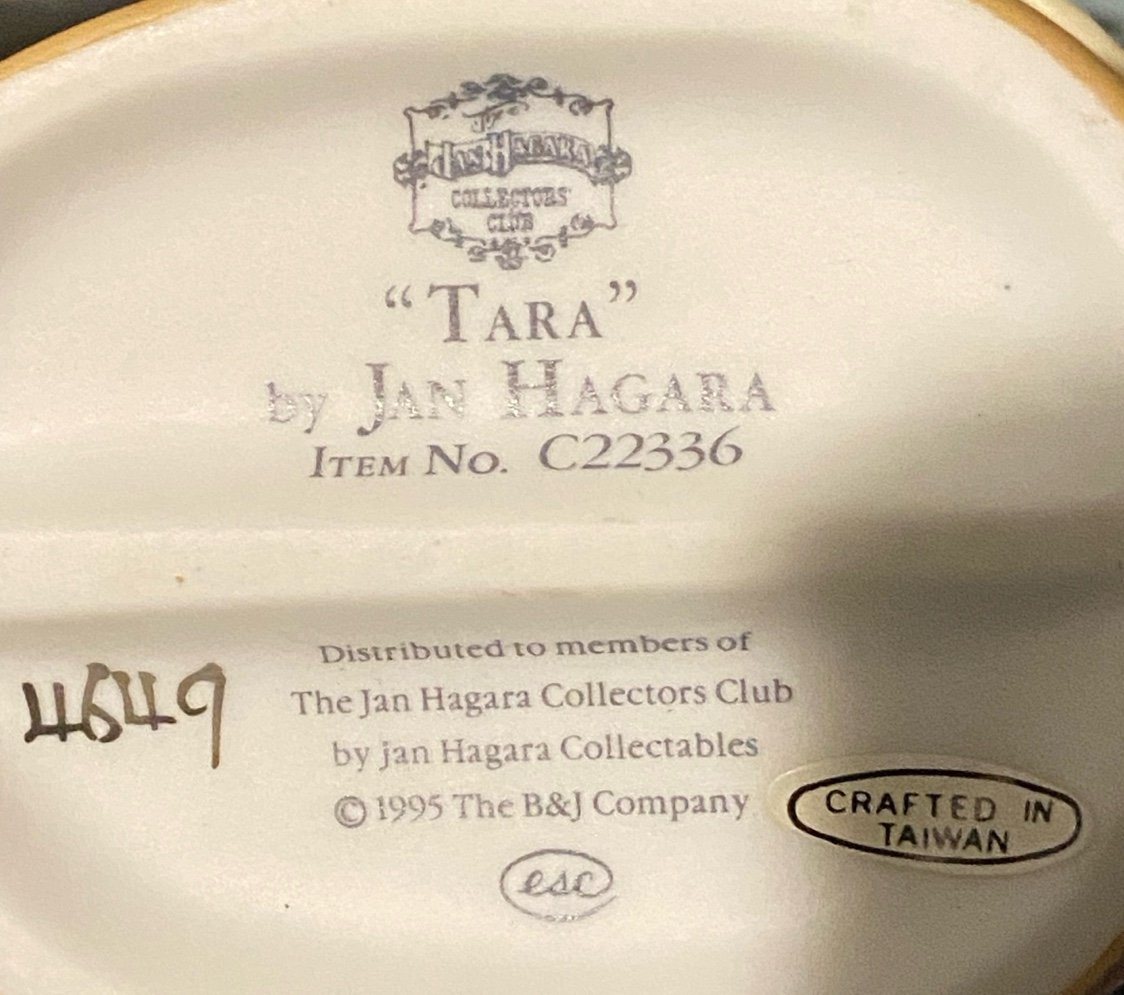 The
JAN HAGARA
COLLECTORS'
CLUB
“TARA”
by JAN HAGARA
ITEM NO. C22336
Distributed to members of
The Jan Hagara Collectors Club
by Jan Hagara Collectables
© 1995 The B&J Company
esc
4649
CRAFTED IN
TAIWAN